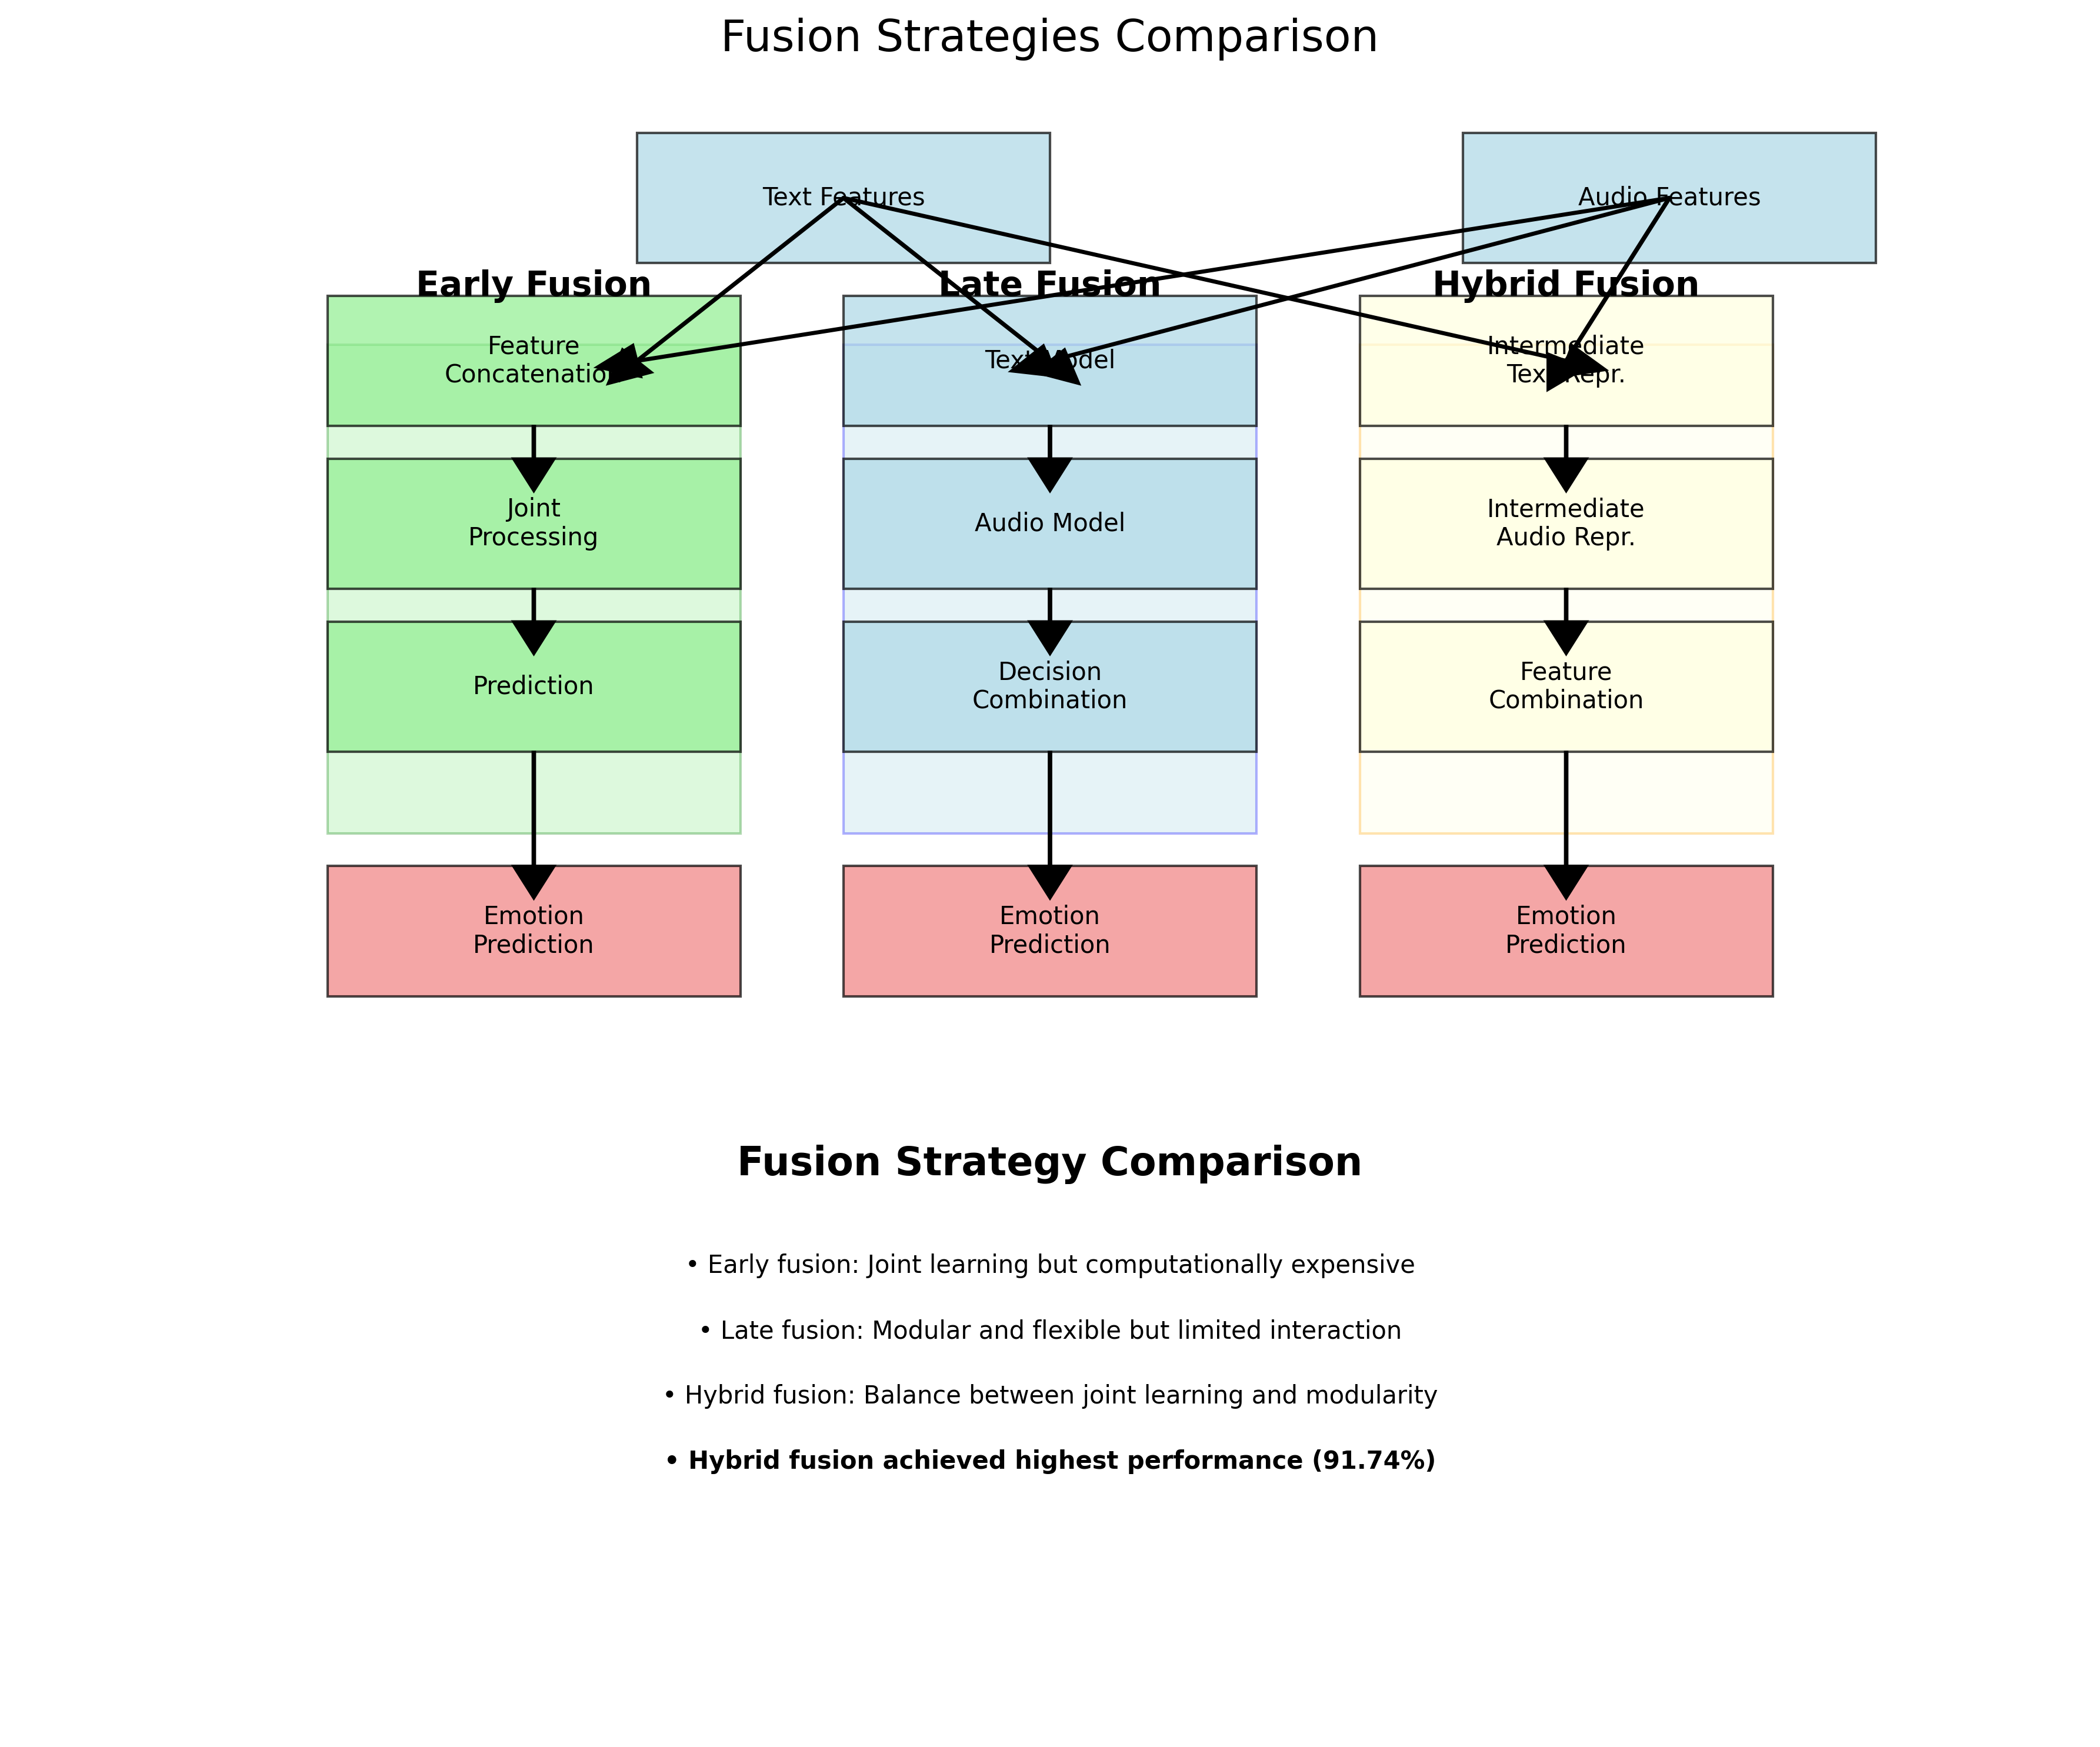 Fusion Strategies Comparison
Text Features
Audio Features
Early Fusion
Late Fusion
Hybrid Fusion
Feature
Concatenation
Text Model
Intermediate
Text Repr.
Joint
Processing
Audio Model
Intermediate
Audio Repr.
Prediction
Decision
Combination
Feature
Combination
Emotion
Prediction
Emotion
Prediction
Emotion
Prediction
Fusion Strategy Comparison
• Early fusion: Joint learning but computationally expensive
• Late fusion: Modular and flexible but limited interaction
• Hybrid fusion: Balance between joint learning and modularity
• Hybrid fusion achieved highest performance (91.74%)